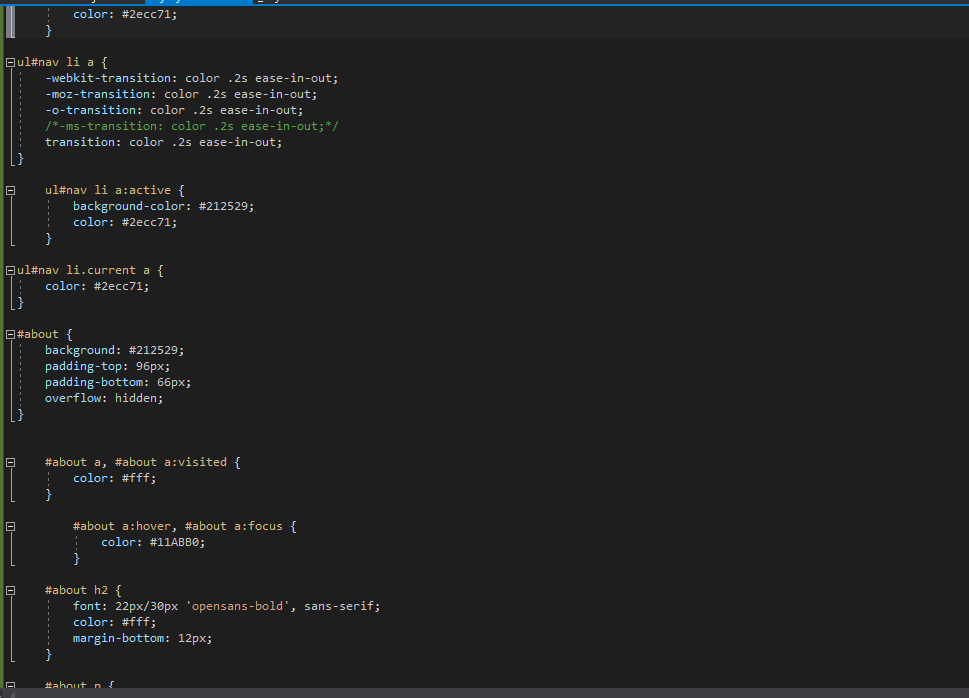 color: #2ecc71;
}
ul#nav li a {
-webkit-transition: color .2s ease-in-out;
-moz-transition: color .2s ease-in-out;
-o-transition: color .2s ease-in-out;
/*-ms-transition: color .2s ease-in-out;*/
transition: color .2s ease-in-out;
}
ul#nav li a:active {
background-color: #212529;
color: #2ecc71;
}
ul#nav li.current a {
color: #2ecc71;
}
#about {
background: #212529;
padding-top: 96px;
padding-bottom: 66px;
overflow: hidden;
}
#about a, #about a:visited {
color: #fff;
}
#about a:hover, #about a:focus {
color: #11ABB0;
}
#about h2 {
font: 22px/30px 'opensans-bold', sans-serif;
color: #fff;
margin-bottom: 12px;
}
#about p {